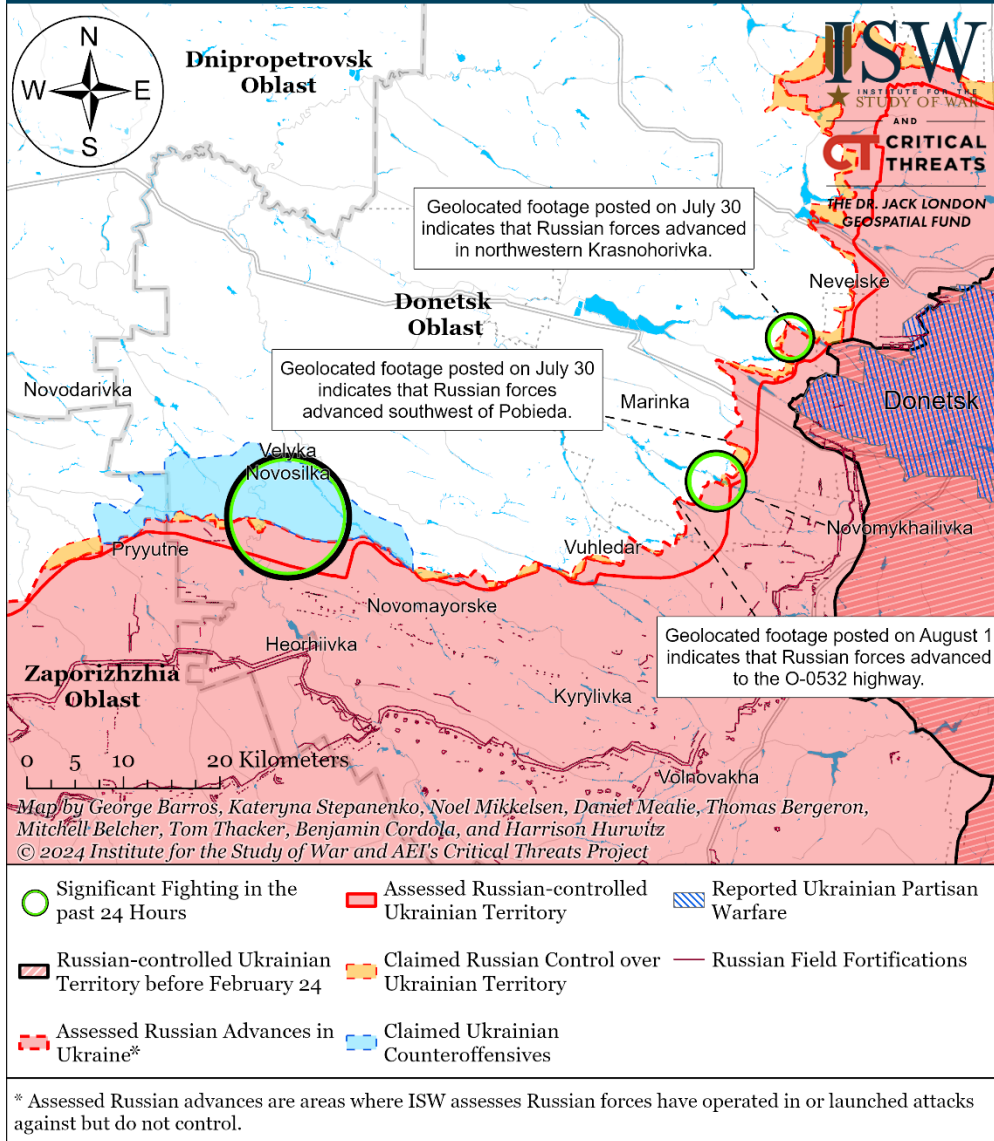 N
W E
S
Dnipropetrovsk
Oblast
ISW
INSTITUTE FOR THE
STUDY OF WAR
AND
CT CRITICAL
THREATS
THE DR. JACK LONDON
GEOSPATIAL FUND
Geolocated footage posted on July 30
indicates that Russian forces advanced
in northwestern Krasnohorivka.
Nevelske
Donetsk
Oblast
Geolocated footage posted on July 30
indicates that Russian forces
advanced southwest of Pobieda.
Novodarivka
Marinka
Donetsk
Velyka
Novosilka
Novomykhailivka
Pryyutne
Vuhledar
Novomayorske
Heorhiivka
Geolocated footage posted on August 1
indicates that Russian forces advanced
to the O-0532 highway.
Zaporizhzhia
Oblast
Kyrylivka
0 5 10 20 Kilometers
Volnovakha
Map by George Barros, Kateryna Stepanenko, Noel Mikkelsen, Daniel Mealie, Thomas Bergeron,
Mitchell Belcher, Tom Thacker, Benjamin Cordola, and Harrison Hurwitz
© 2024 Institute for the Study of War and AEI's Critical Threats Project
Significant Fighting in the
past 24 Hours
Assessed Russian-controlled
Ukrainian Territory
Reported Ukrainian Partisan
Warfare
Russian-controlled Ukrainian
Territory before February 24
Claimed Russian Control over
Ukrainian Territory
Russian Field Fortifications
Assessed Russian Advances in
Ukraine*
Claimed Ukrainian
Counteroffensives
* Assessed Russian advances are areas where ISW assesses Russian forces have operated in or launched attacks
against but do not control.